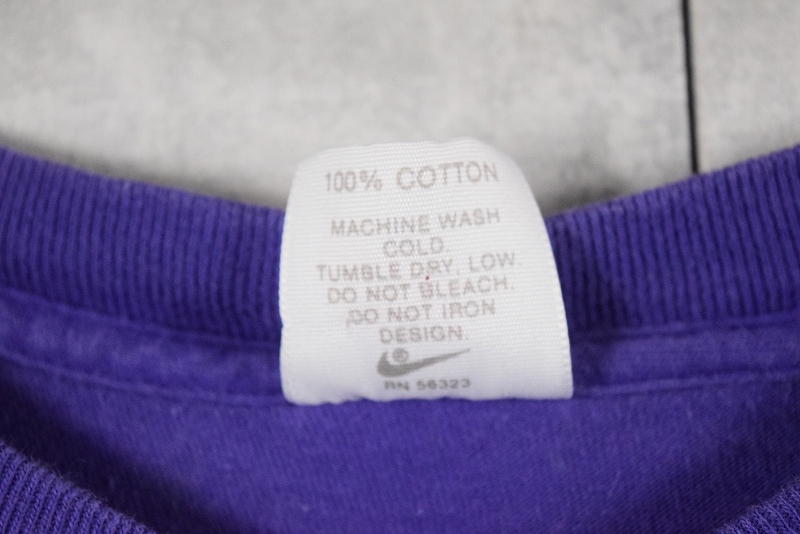 100% COTTON
MACHINE WASH
COLD.
TUMBLE DRY, LOW.
DO NOT BLEACH.
DO NOT IRON
DESIGN.
®
RN 56323